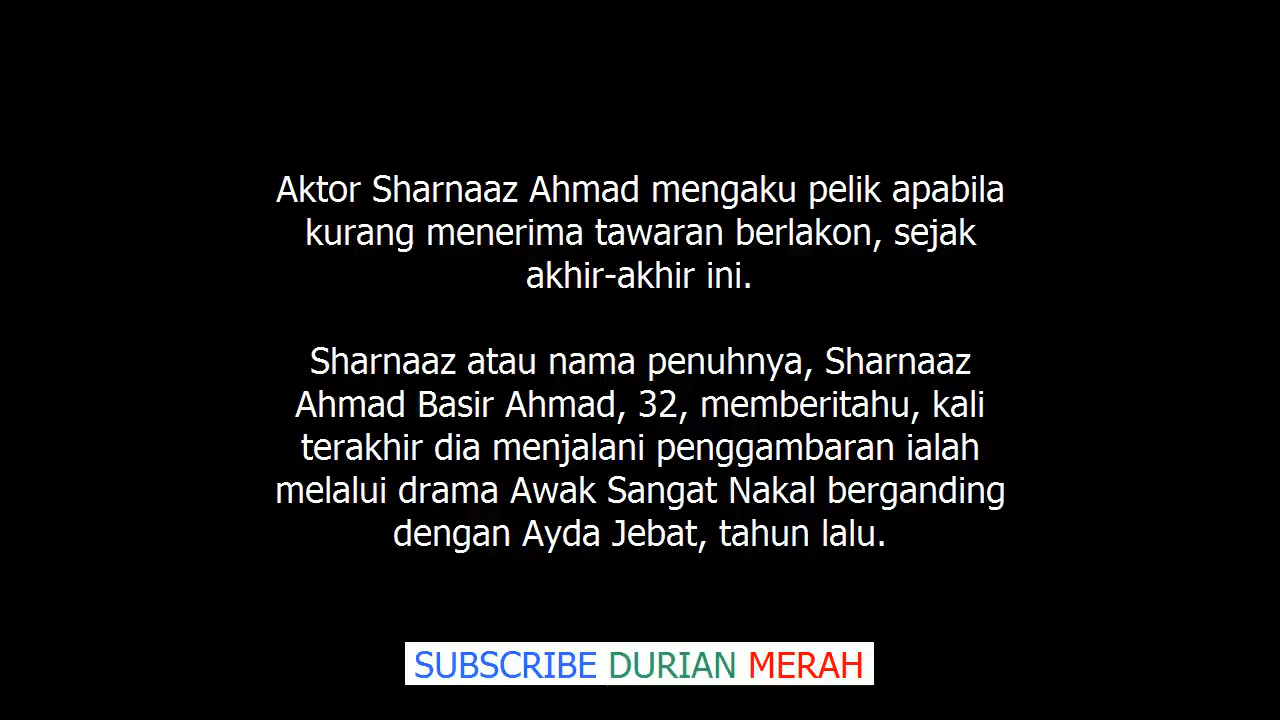 Aktor Sharnaaz Ahmad mengaku pelik apabila
kurang menerima tawaran berlakon, sejak
akhir-akhir ini.
Sharnaaz atau nama penuhnya, Sharnaaz
Ahmad Basir Ahmad, 32, memberitahu, kali
terakhir dia menjalani penggambaran ialah
melalui drama Awak Sangat Nakal berganding
dengan Ayda Jebat, tahun lalu.
SUBSCRIBE DURIAN MERAH